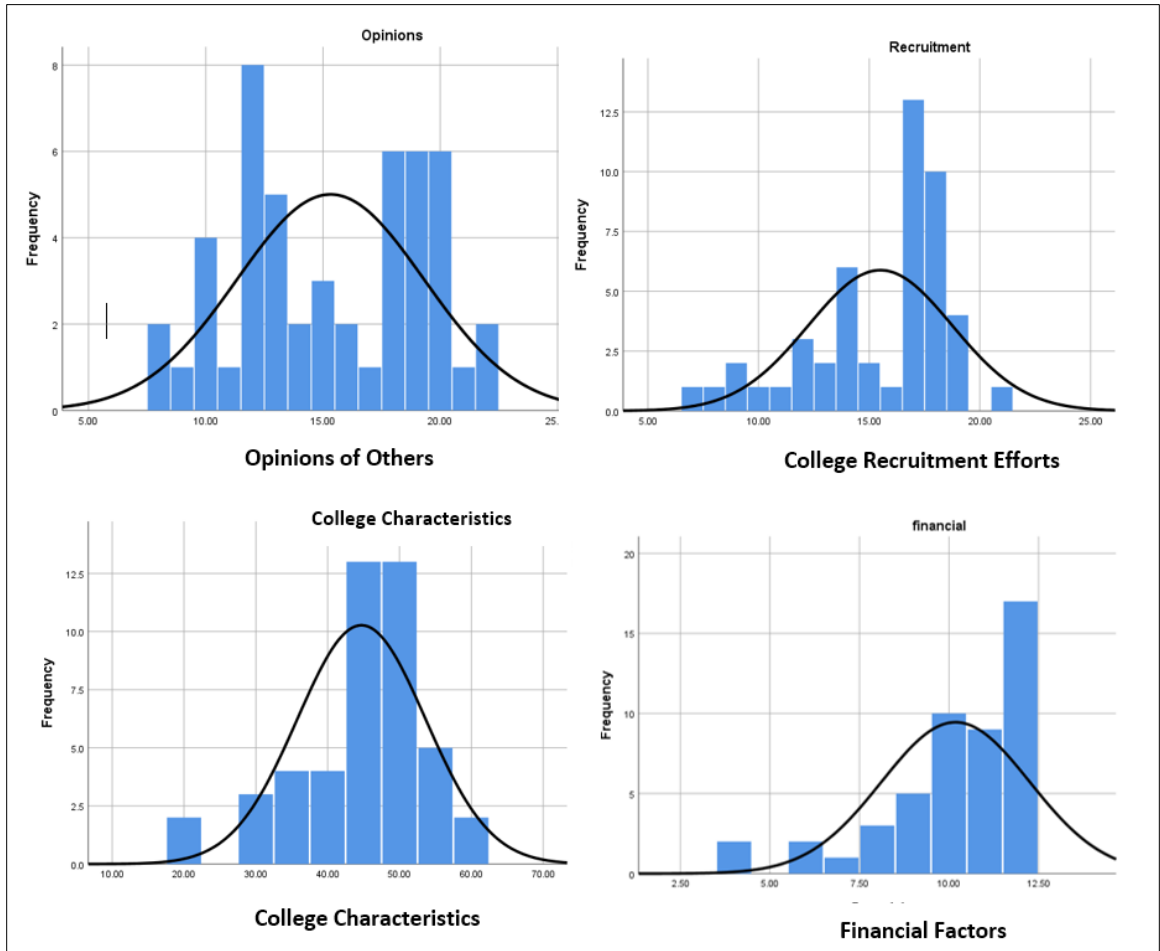 Opinions
Frequency
8
6
4
2
0
5.00 10.00 15.00 20.00 25.
Opinions of Others
Recruitment
Frequency
12.5
10.0
7.5
5.0
2.5
0.0
5.00 10.00 15.00 20.00 25.00
College Recruitment Efforts
College Characteristics
Frequency
12.5
10.0
7.5
5.0
2.5
0.0
10.00 20.00 30.00 40.00 50.00 60.00 70.00
College Characteristics
financial
Frequency
20
15
10
5
0
2.50 5.00 7.50 10.00 12.50
Financial Factors